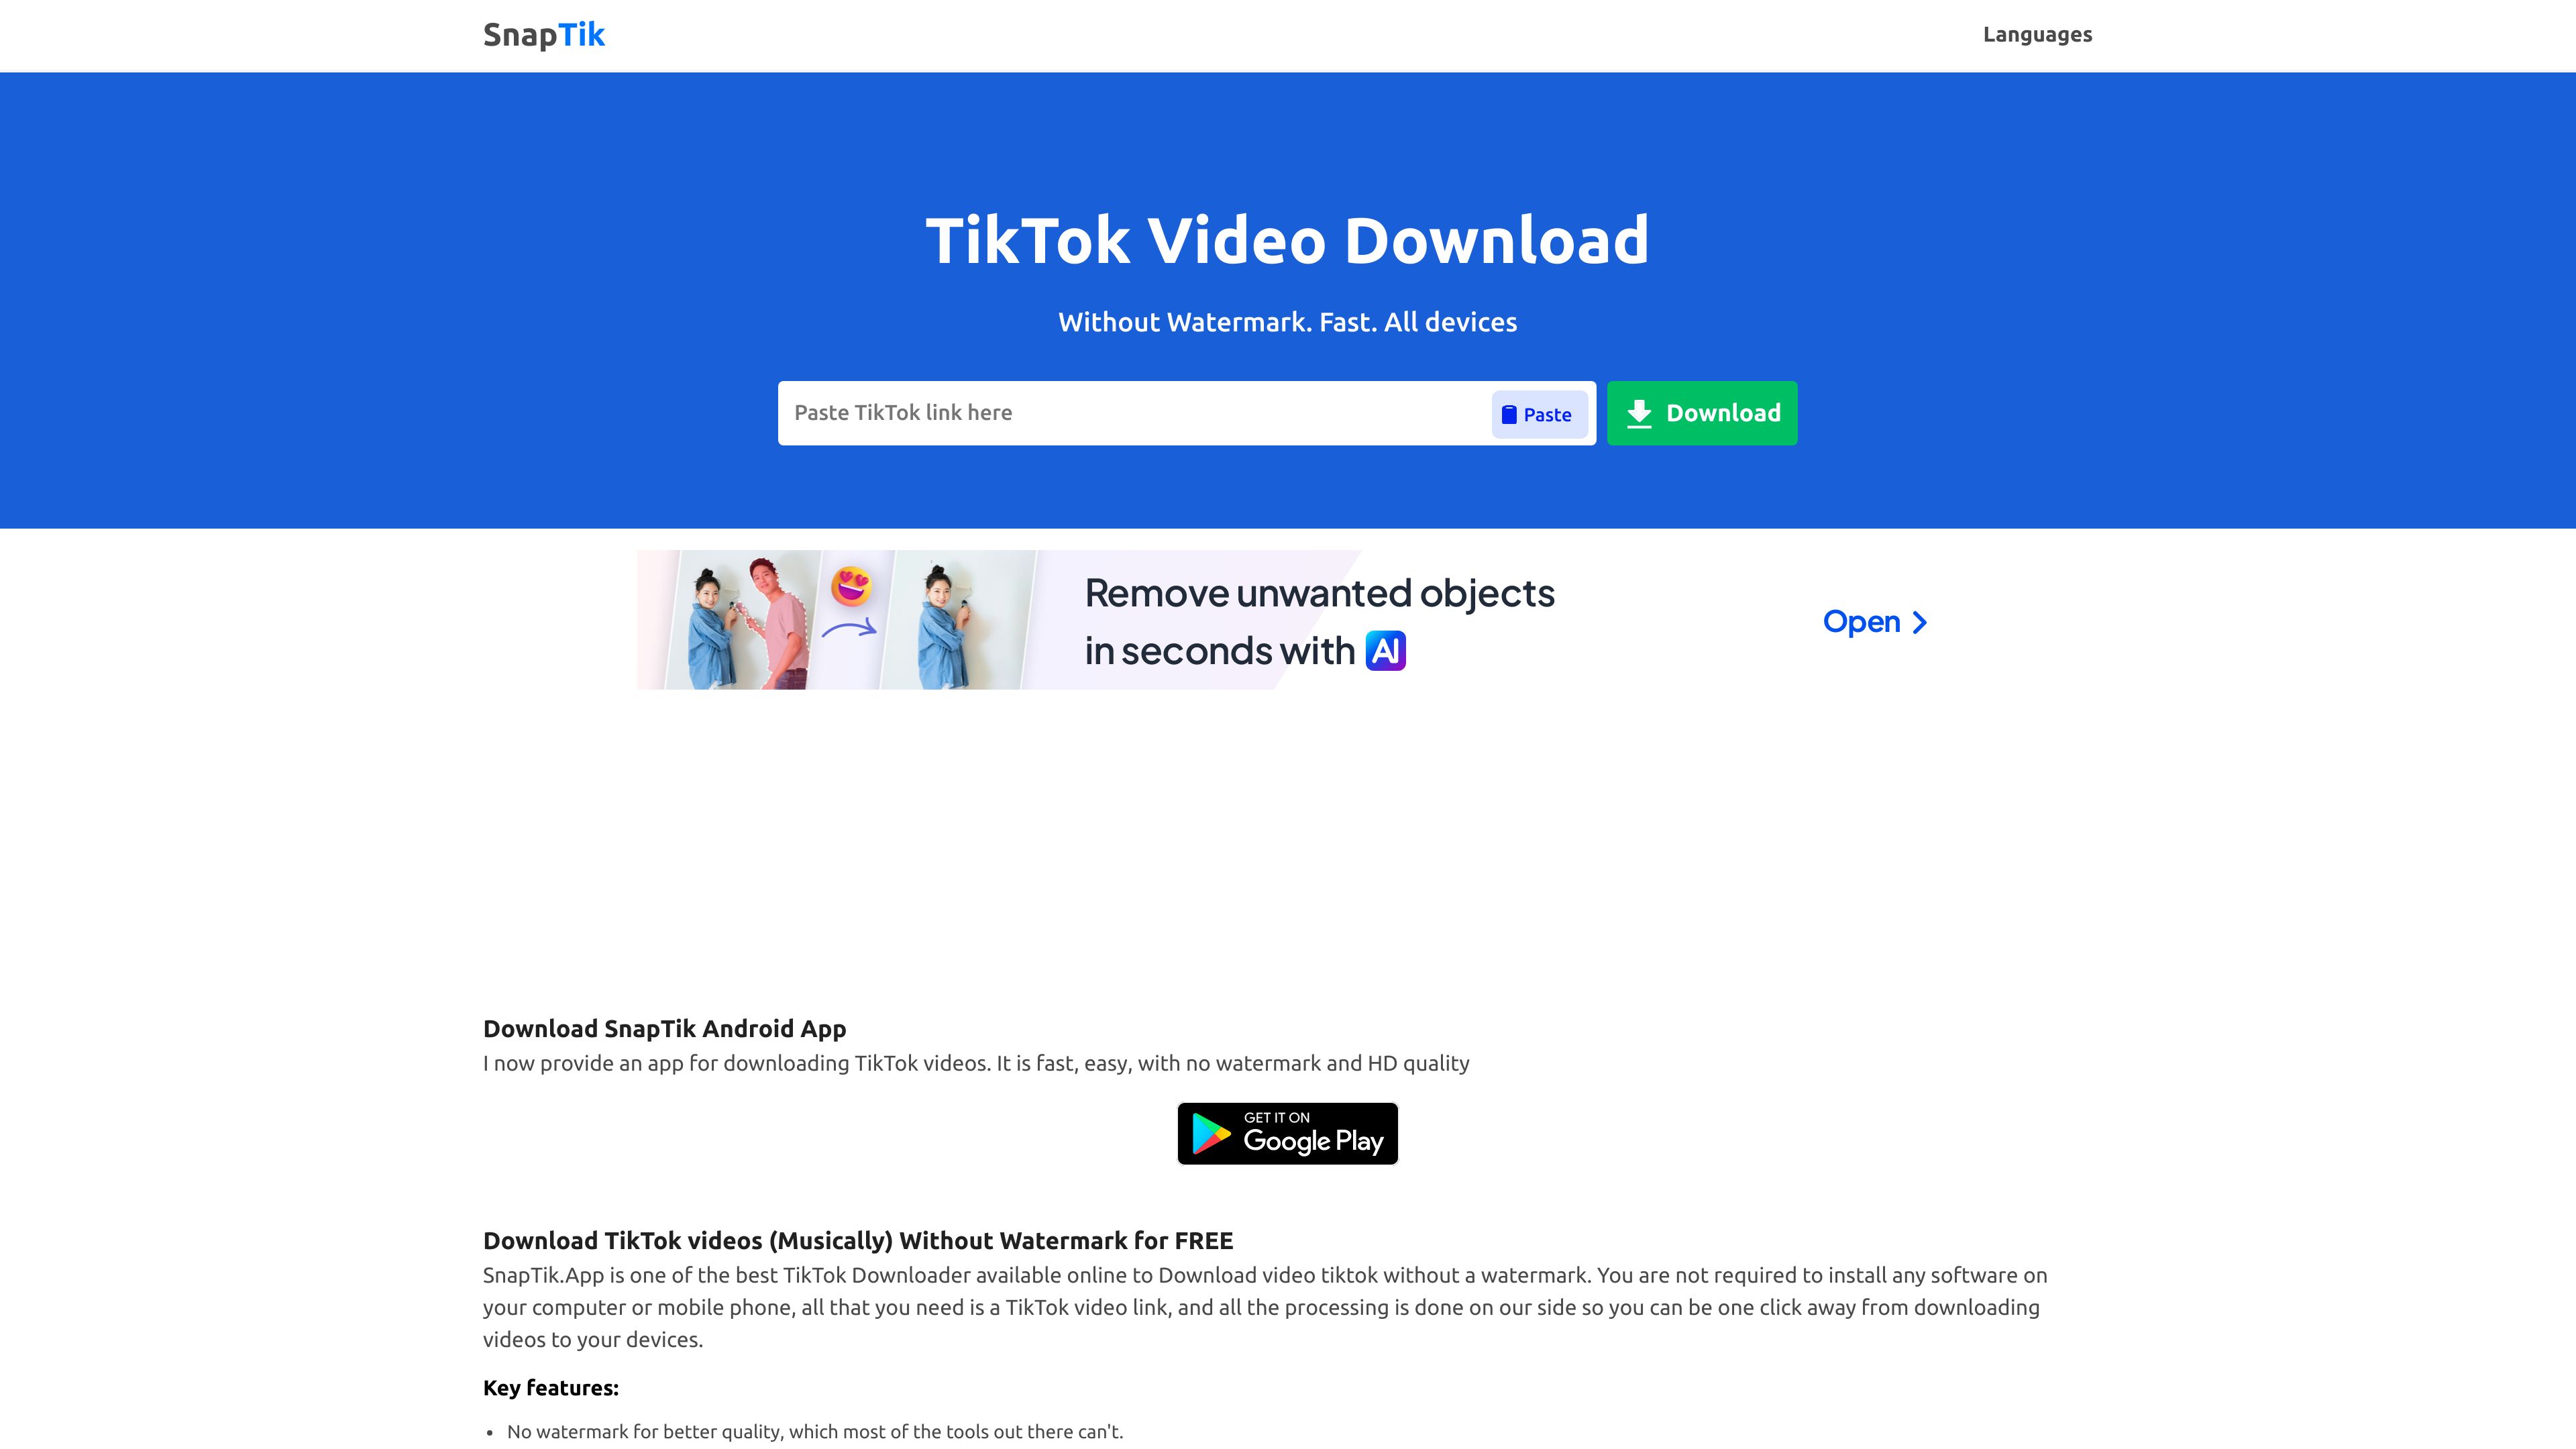 SnapTik
Languages
TikTok Video Download
Without Watermark. Fast. All devices
Paste TikTok link here
Paste
Download
Remove unwanted objects
in seconds with AI
Open
Download SnapTik Android App
I now provide an app for downloading TikTok videos. It is fast, easy, with no watermark and HD quality
GET IT ON
Google Play
Download TikTok videos (Musically) Without Watermark for FREE
SnapTik.App is one of the best TikTok Downloader available online to Download video tiktok without a watermark. You are not required to install any software on
your computer or mobile phone, all that you need is a TikTok video link, and all the processing is done on our side so you can be one click away from downloading
videos to your devices.
Key features:
• No watermark for better quality, which most of the tools out there can't.